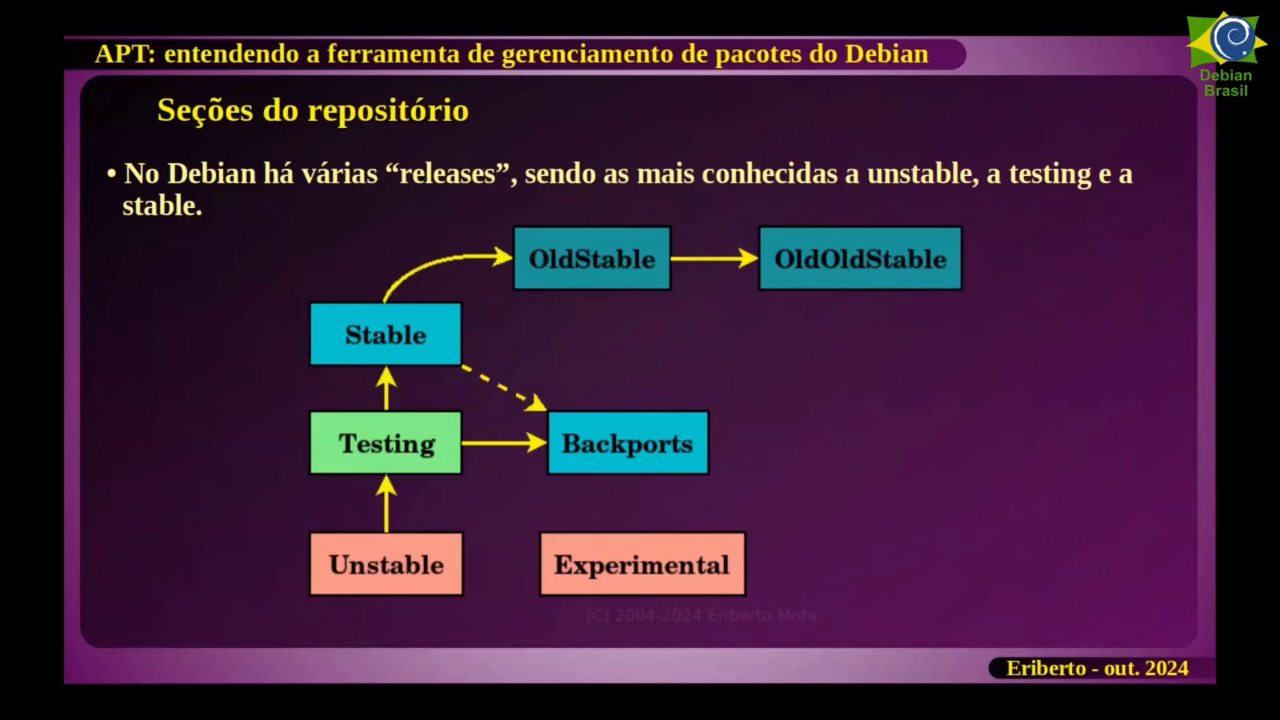 APT: entendendo a ferramenta de gerenciamento de pacotes do Debian
Debian
Brasil
Seções do repositório
• No Debian há várias “releases”, sendo as mais conhecidas a unstable, a testing e a
stable.
OldStable
OldOldStable
Stable
Testing
Backports
Unstable
Experimental
(C) 2004-2024 Eriberto Mota
Eriberto - out. 2024